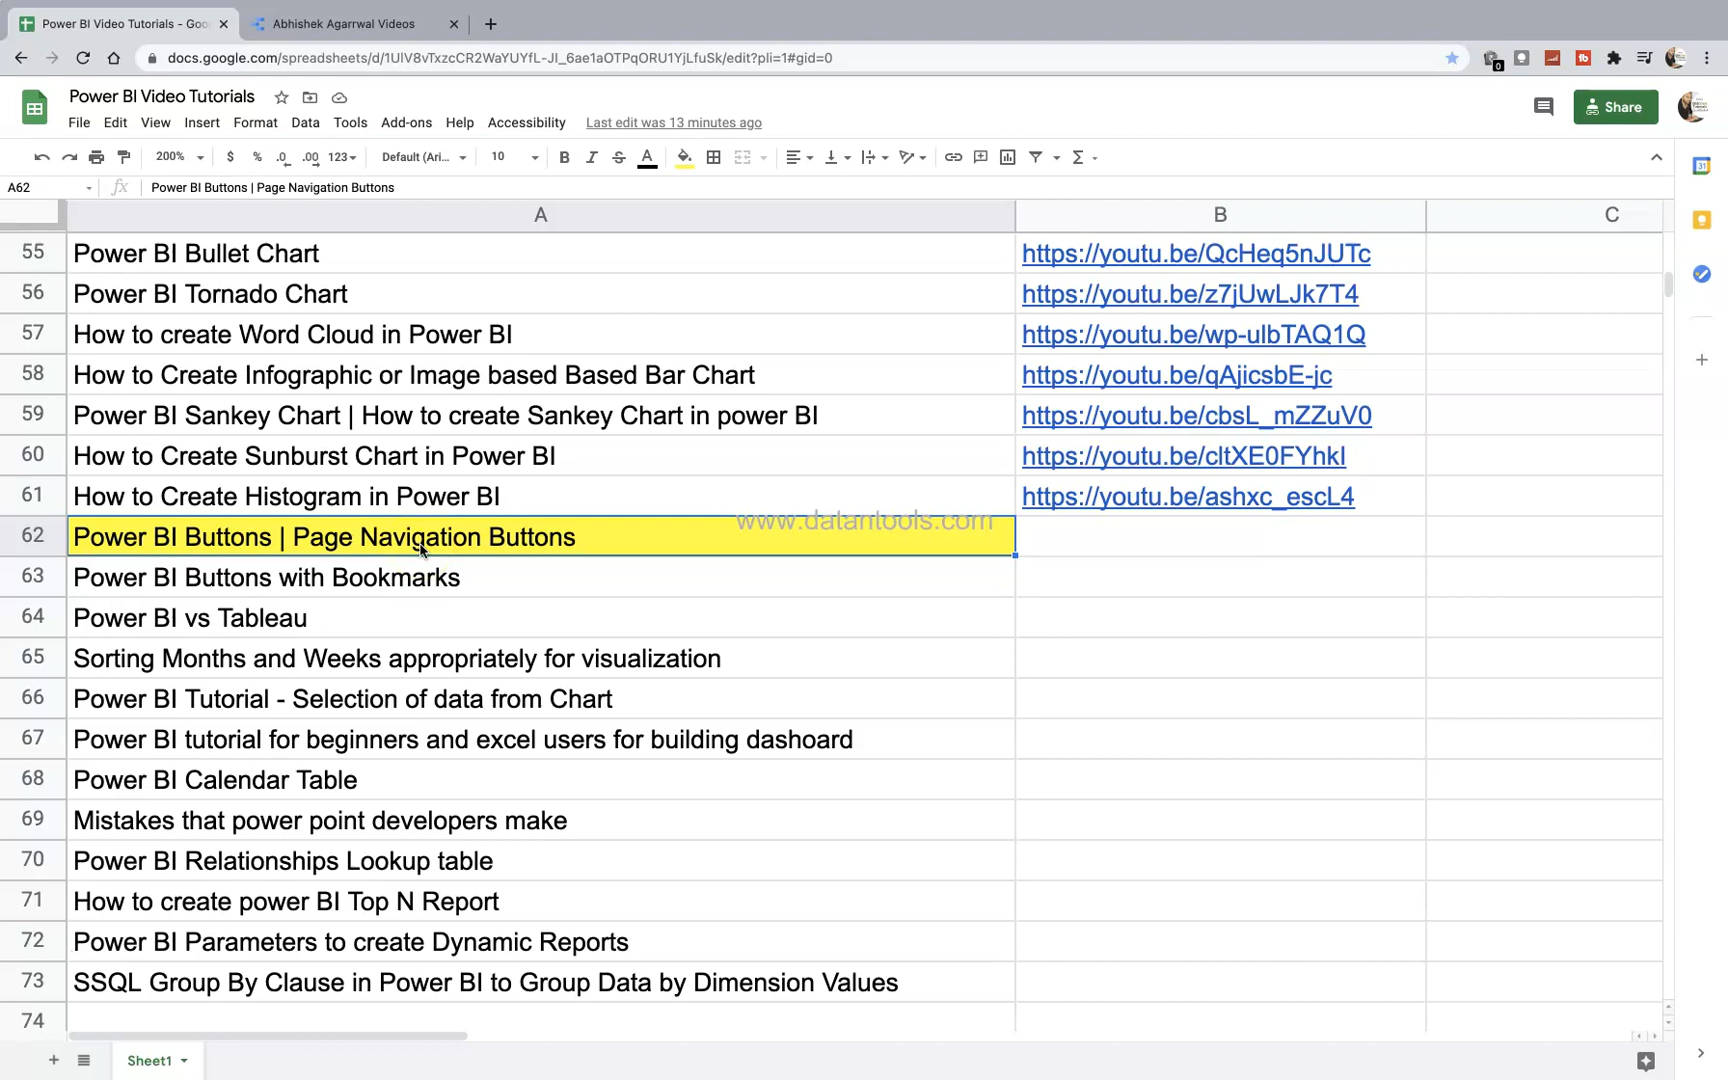 Power BI Video Tutorials - Goo
Abhishek Agarrwal Videos
docs.google.com/spreadsheets/d/1UlV8vTxzcCR2WaYUYfL-JI_6ae1aOTPqORU1YjLfuSk/edit?pli=1#gid=0
0
Power BI Video Tutorials
File Edit View Insert Format Data Tools Add-ons Help Accessibility Last edit was 13 minutes ago
Share
200% $ % .0 .00 123 Default (Ari... 10 B I S A
31
A62 fx Power BI Buttons | Page Navigation Buttons
A B C
55 Power BI Bullet Chart https://youtu.be/QcHeq5nJUTc
56 Power BI Tornado Chart https://youtu.be/z7jUwLJk7T4
57 How to create Word Cloud in Power BI https://youtu.be/wp-ulbTAQ1Q
58 How to Create Infographic or Image based Based Bar Chart https://youtu.be/qAjicsbE-jc
59 Power BI Sankey Chart | How to create Sankey Chart in power BI https://youtu.be/cbsL_mZZuV0
60 How to Create Sunburst Chart in Power BI https://youtu.be/cltXE0FYhkI
61 How to Create Histogram in Power BI https://youtu.be/ashxc_escL4
www.datantools.com
62 Power BI Buttons | Page Navigation Buttons
63 Power BI Buttons with Bookmarks
64 Power BI vs Tableau
65 Sorting Months and Weeks appropriately for visualization
66 Power BI Tutorial - Selection of data from Chart
67 Power BI tutorial for beginners and excel users for building dashoard
68 Power BI Calendar Table
69 Mistakes that power point developers make
70 Power BI Relationships Lookup table
71 How to create power BI Top N Report
72 Power BI Parameters to create Dynamic Reports
73 SSQL Group By Clause in Power BI to Group Data by Dimension Values
74
Sheet1